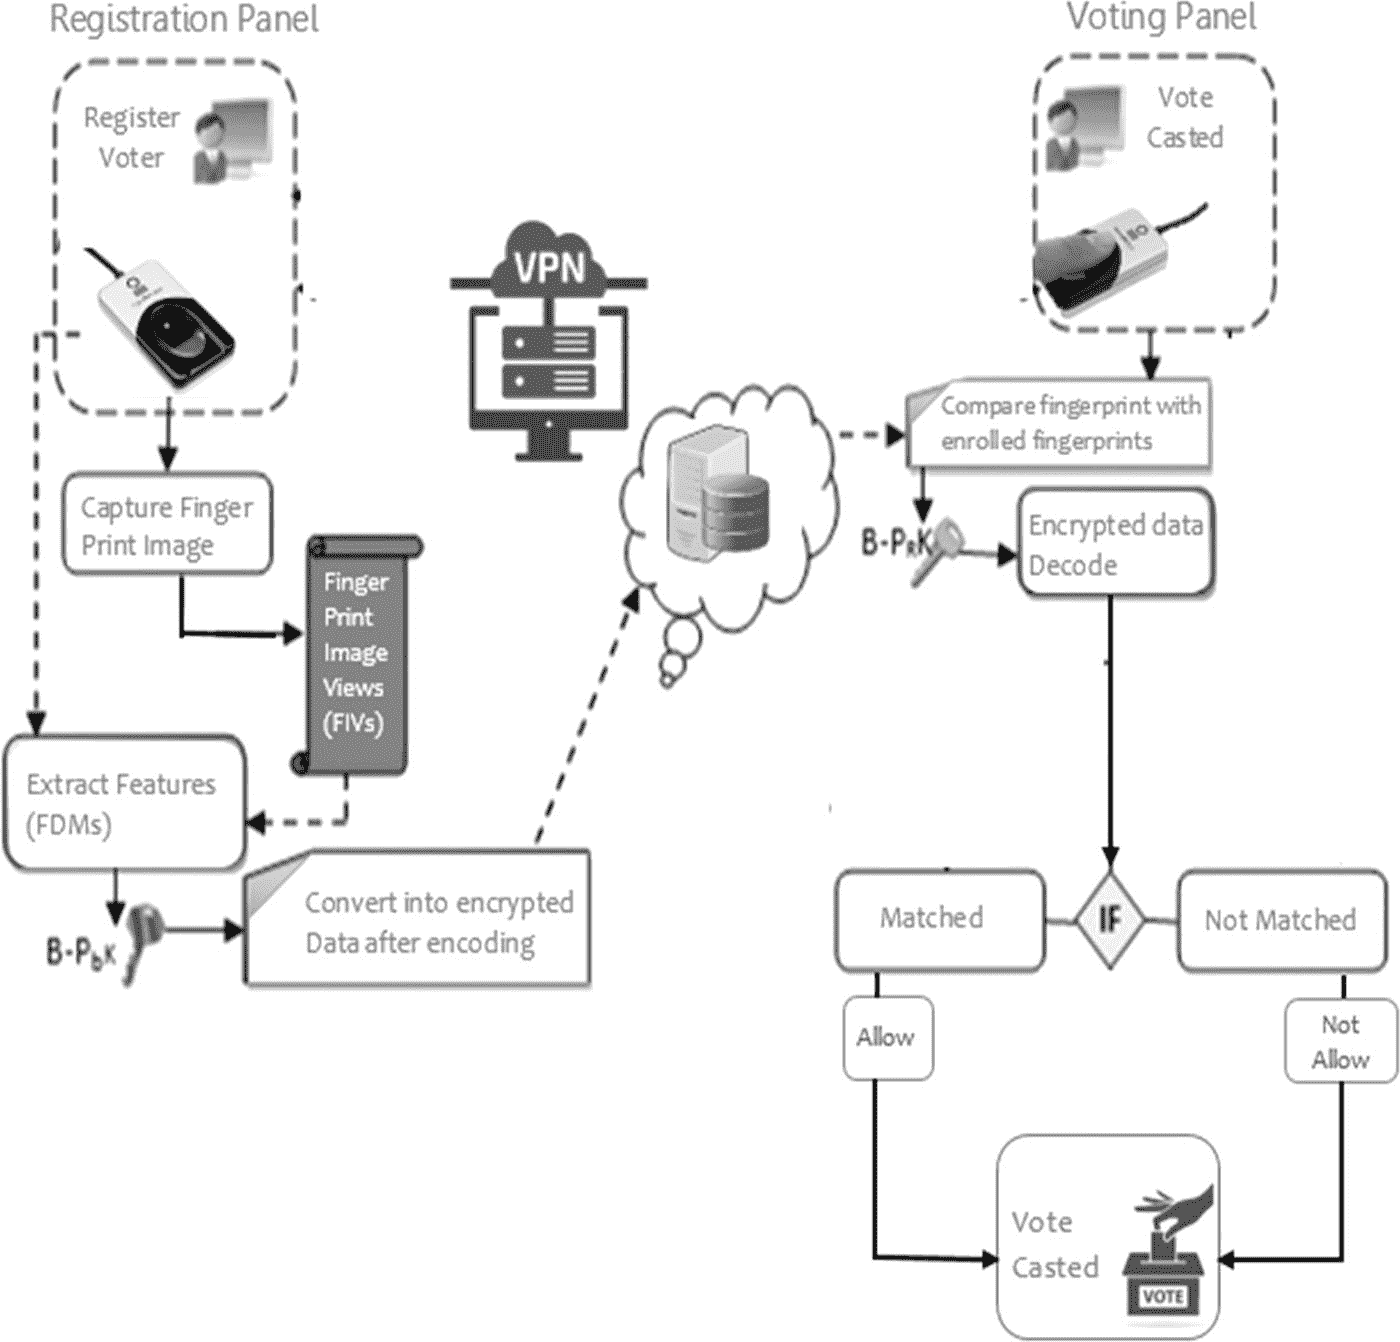 Registration Panel
Register
Voter
Capture Finger
Print Image
Finger
Print
Image
Views
(FIVs)
Extract Features
(FDMs)
B-PbK
Convert into encrypted
Data after encoding
VPN
Voting Panel
Vote
Casted
Compare fingerprint with
enrolled fingerprints
B-PRK
Encrypted data
Decode
IF
Matched
Not Matched
Allow
Not
Allow
Vote
Casted
VOTE